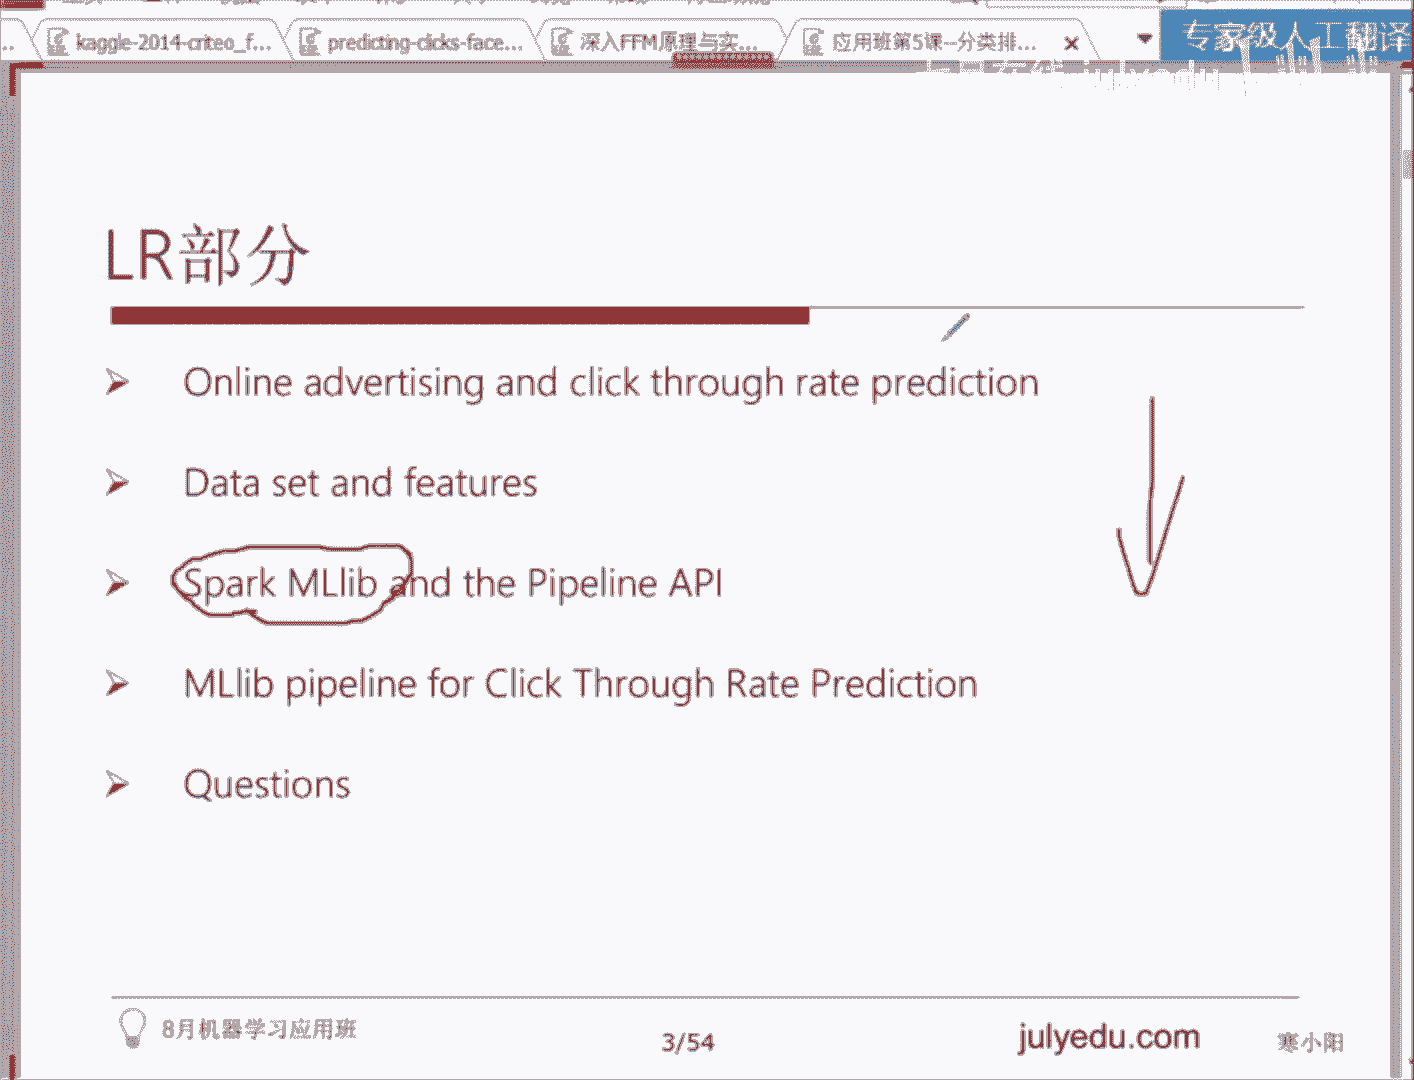 kaggle-2014-criteo_f...
predicting-clicks-face...
深入FFM原理与实...
应用班第5课--分类排...
专家级人工翻译
LR部分
Online advertising and click through rate prediction
Data set and features
Spark MLlib and the Pipeline API
MLlib pipeline for Click Through Rate Prediction
Questions
8月机器学习应用班
3/54
julyedu.com
寒小阳